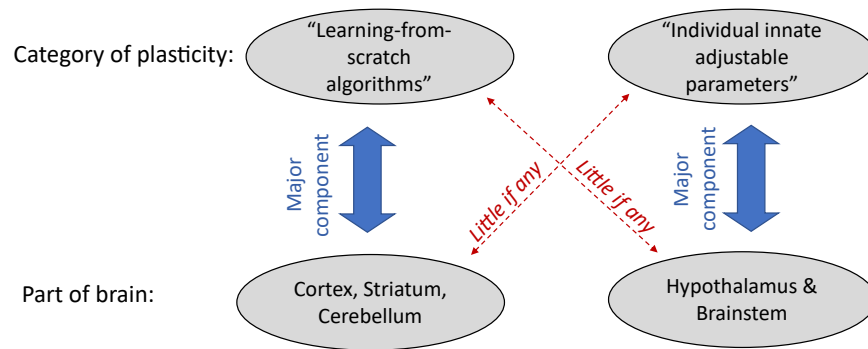 Category of plasticity:
“Learning-from-
scratch
algorithms”
“Individual innate
adjustable
parameters”
Major
component
Little if any
Little if any
Major
component
Part of brain:
Cortex, Striatum,
Cerebellum
Hypothalamus &
Brainstem